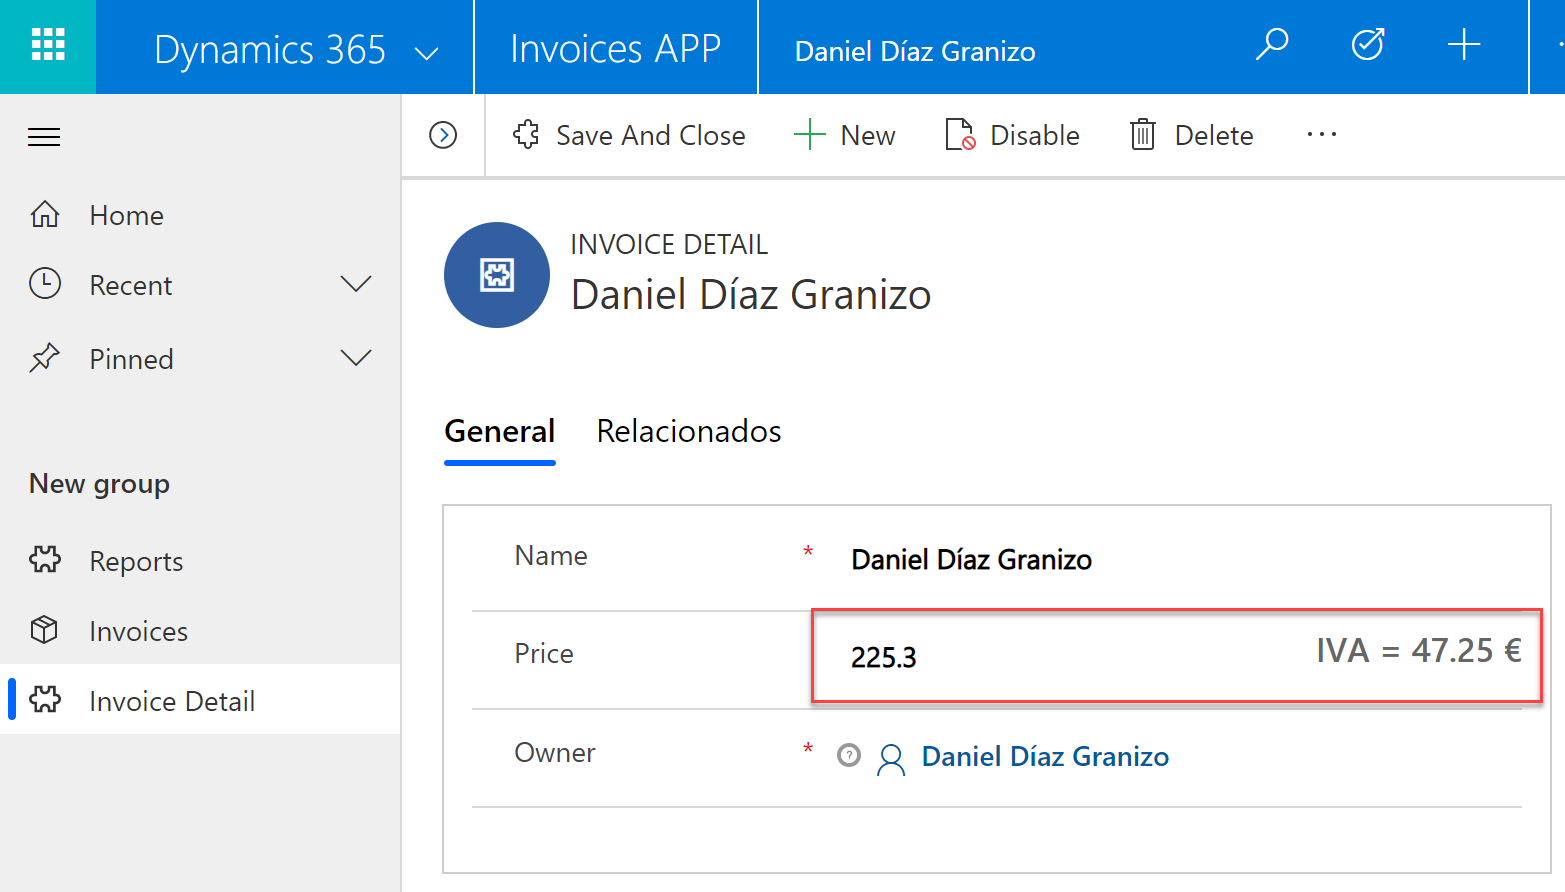 Dynamics 365
Invoices APP
Daniel Díaz Granizo
Save And Close
New
Disable
Delete
Home
Recent
Pinned
New group
Reports
Invoices
Invoice Detail
INVOICE DETAIL
Daniel Díaz Granizo
General
Relacionados
Name * Daniel Díaz Granizo
Price 225.3 IVA = 47.25 €
Owner * ? Daniel Díaz Granizo